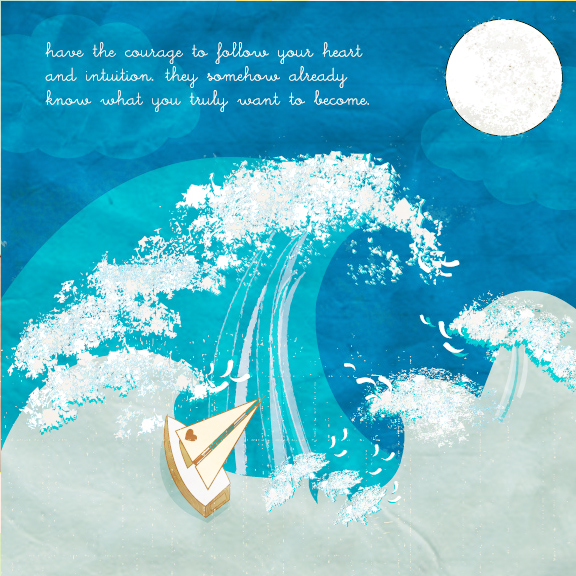 have the courage to follow your heart
and intuition. they somehow already
know what you truly want to become.